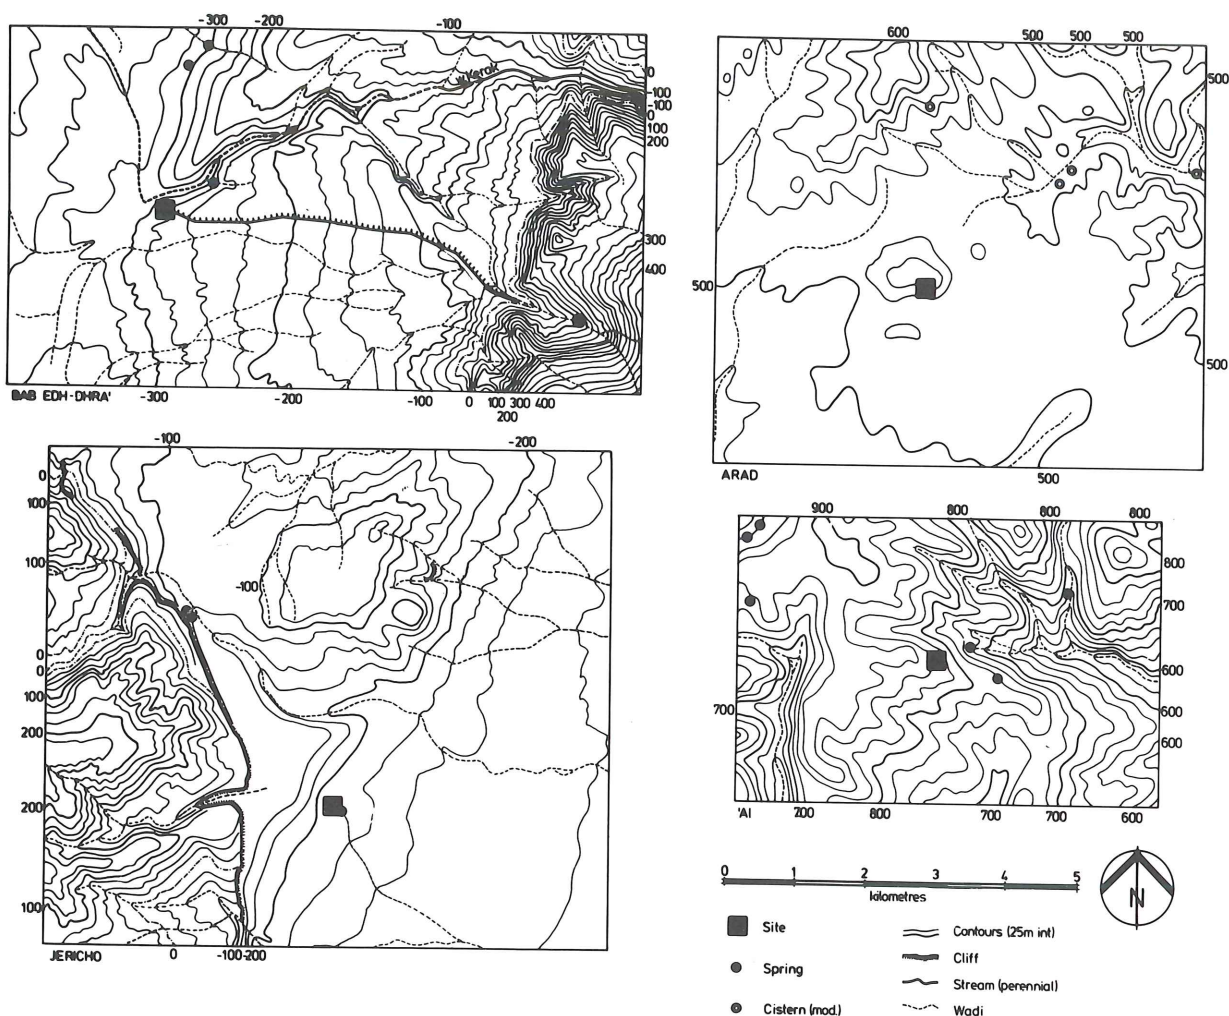 -300 -200 -100
W. Kerak
0
-100
-100
0
100
200
300
400
BAB EDH-DHRA'
-300 -200 -100 0 100 300 400
200
600 500 500 500
500
500
500
500
ARAD
500
-100 -200
0
100
100
-100
0
0
100
200
200
100
JERICHO 0 -100-200
900 800 800 800
800
700
600
700
600
600
'AI 700 800 700 700 600
0 1 2 3 4 5
kilometres
N
Site
Spring
Cistern (mod.)
Contours (25m int)
Cliff
Stream (perennial)
Wadi